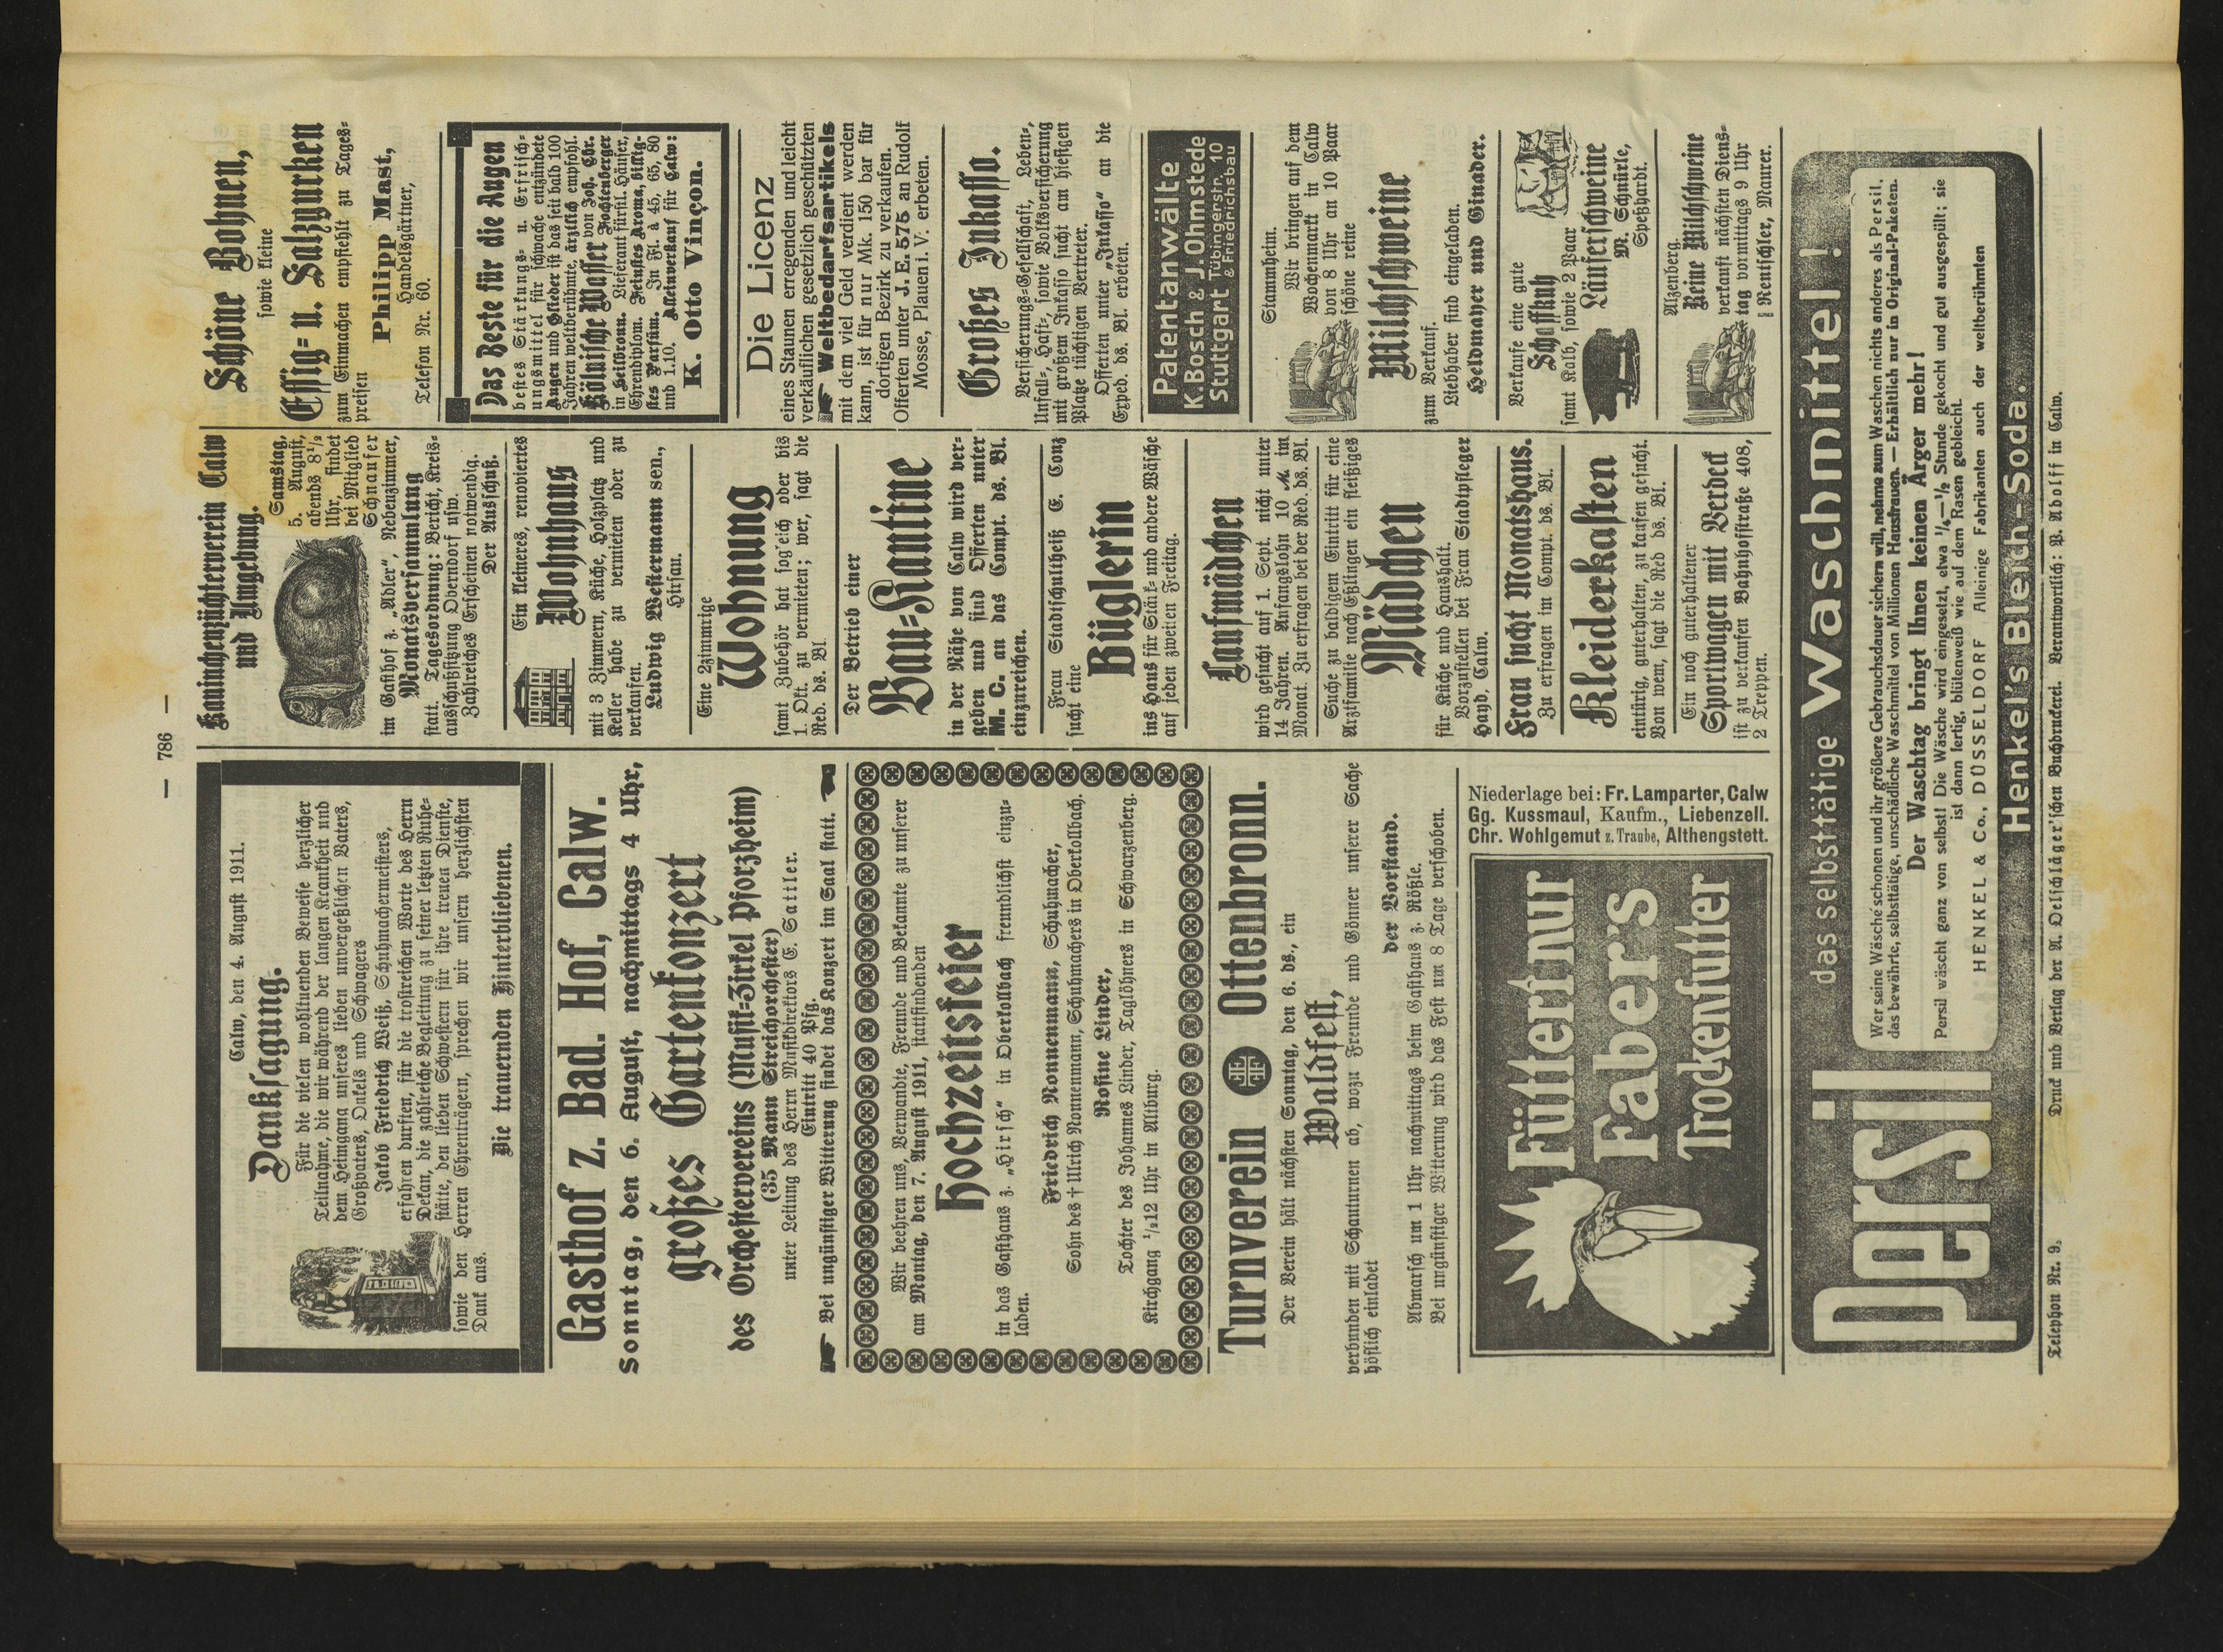 — 786 —
Calw, den 4. August 1911.
Danksagung.
Für die vielen wohltuenden Beweise herzlicher
Teilnahme, die wir während der langen Krankheit und
dem Heimgang unseres lieben unvergeßlichen Vaters,
Großvaters, Onkels und Schwagers
Jakob Friedrich Weiß, Schuhmachermeisters,
erfahren durften, für die trostreichen Worte des Herrn
Dekan, die zahlreiche Begleitung zu seiner letzten Ruhe-
stätte, den lieben Schwestern für ihre treuen Dienste,
sowie den Herren Ehrenträgern, sprechen wir unsern herzlichsten
Dank aus.
Die trauernden Hinterbliebenen.
Gasthof z. Bad. Hof, Calw.
Sonntag, den 6. August, nachmittags 4 Uhr,
großes Gartenkonzert
des Orchestervereins (Musik-Zirkel Pforzheim)
(35 Mann Streichorchester)
unter Leitung des Herrn Musikdirektors E. Sattler.
Eintritt 40 Pfg.
Bei ungünstiger Witterung findet das Konzert im Saal statt.
Wir beehren uns, Verwandte, Freunde und Bekannte zu unserer
am Montag, den 7. August 1911, stattfindenden
Hochzeitsfeier
in das Gasthaus z. „Hirsch“ in Oberkollbach freundlichst einzu-
laden.
Friedrich Nonnenmann, Schuhmacher,
Sohn des † Ulrich Nonnenmann, Schuhmachers in Oberkollbach.
Rosine Linder,
Tochter des Johannes Linder, Taglöhners in Schwarzenberg.
Kirchgang 1/212 Uhr in Altburg.
Turnverein Ottenbronn.
Der Verein hält nächsten Sonntag, den 6. ds., ein
Waldfest,
verbunden mit Schauturnen ab, wozu Freunde und Gönner unserer Sache
höflich einladet
der Vorstand.
Abmarsch um 1 Uhr nachmittags beim Gasthaus z. Rößle.
Bei ungünstiger Witterung wird das Fest um 8 Tage verschoben.
Niederlage bei: Fr. Lamparter, Calw
Gg. Kussmaul, Kaufm., Liebenzell.
Chr. Wohlgemut z. Traube, Althengstett.
Füttert nur
Faber's
Trockenfutter
Kaninchenzüchterverein Calw
und Umgebung.
Samstag,
5. August,
abends 8 1/2
Uhr, findet
bei Mitglied
Schnaufer
im Gasthof z. „Adler“, Nebenzimmer,
Monatsversammlung
statt. Tagesordnung: Bericht, Kreis-
ausschußsitzung Oberndorf usw.
Zahlreiches Erscheinen notwendig.
Der Ausschuß.
Ein kleineres, renoviertes
Wohnhaus
mit 3 Zimmern, Küche, Holzplatz und
Keller habe zu vermieten oder zu
verkaufen.
Ludwig Westermann sen.,
Hirsau.
Eine 2zimmrige
Wohnung
samt Zubehör hat sogleich oder bis
1. Okt. zu vermieten; wer, sagt die
Red. ds. Bl.
Der Betrieb einer
Bau-Kantine
in der Nähe von Calw wird ver-
geben und sind Offerten unter
M. C. an das Compt. ds. Bl.
einzureichen.
Frau Stadtschultheiß E. Conz
sucht eine
Büglerin
ins Haus für Stärk- und andere Wäsche
auf jeden zweiten Freitag.
Laufmädchen
wird gesucht auf 1. Sept. nicht unter
14 Jahren. Anfangslohn 10 M im
Monat. Zu erfragen bei der Red. ds. Bl.
Suche zu baldigem Eintritt für eine
Arztfamilie nach Eßlingen ein fleißiges
Mädchen
für Küche und Haushalt.
Vorzustellen bei Frau Stadtpfleger
Hayd, Calw.
Frau sucht Monatshaus.
Zu erfragen im Compt. ds. Bl.
Kleiderkasten
eintürig, guterhalten, zu kaufen gesucht.
Von wem, sagt die Red ds. Bl.
Ein noch guterhaltener
Sportwagen mit Verdeck
ist zu verkaufen Bahnhofstraße 408,
2 Treppen.
Schöne Bohnen,
sowie kleine
Essig- u. Salzgurken
zum Einmachen empfiehlt zu Tages-
preisen
Philipp Mast,
Handelsgärtner,
Telefon Nr. 60.
Das Beste für die Augen
bestes Stärkungs- u. Erfrisch-
ungsmittel für schwache entzündete
Augen und Glieder ist das seit bald 100
Jahren weltberühmte, ärztlich empfohl.
Kölnische Wasser von Joh. Chr. Fochtenberger
in Heilbronn. Lieferant fürstl. Häuser,
Ehrendiplom. Feinstes Aroma, billig-
stes Parfüm. In Fl. à 45, 65, 80
und 1.10. Alleinverkauf für Calw:
K. Otto Vinçon.
Die Licenz
eines Staunen erregenden und leicht
verkäuflichen gesetzlich geschützten
Weltbedarfsartikels
mit dem viel Geld verdient werden
kann, ist für nur Mk. 150 bar für
dortigen Bezirk zu verkaufen.
Offerten unter J. E. 575 an Rudolf
Mosse, Plauen i. V. erbeten.
Großes Inkasso.
Versicherungs-Gesellschaft, Leben-,
Unfall-, Haft-, sowie Volksversicherung
mit großem Inkasso sucht am hiesigen
Platze tüchtigen Vertreter.
Offerten unter „Inkasso“ an die
Exped. ds. Bl. erbeten.
Patentanwälte
K. Bosch & J. Ohmstede
Stuttgart Tübingerstr. 10
& Friedrichsbau
Stammheim.
Wir bringen auf dem
Wochenmarkt in Calw
von 8 Uhr an 10 Paar
schöne reine
Milchschweine
zum Verkauf.
Liebhaber sind eingeladen.
Heldmayer und Ginader.
Verkaufe eine gute
Schaffkuh
samt Kalb, sowie 2 Paar
Läuferschweine
M. Schnürle,
Speßhardt.
Alzenberg.
Reine Milchschweine
verkauft nächsten Diens-
tag vormittags 9 Uhr
Rentschler, Maurer.
Persil
das selbsttätige Waschmittel!
Wer seine Wäsche schonen und ihr größere Gebrauchsdauer sichern will, nehme zum Waschen nichts anderes als Persil,
das bewährte, selbsttätige, unschädliche Waschmittel von Millionen Hausfrauen. — Erhältlich nur in Original-Paketen.
Der Waschtag bringt Ihnen keinen Ärger mehr!
Persil wäscht ganz von selbst! Die Wäsche wird eingesetzt, etwa 1/4—1/2 Stunde gekocht und gut ausgespült; sie
ist dann fertig, blütenweiß wie auf dem Rasen gebleicht.
HENKEL & Co., DÜSSELDORF Alleinige Fabrikanten auch der weltberühmten
Henkel's Bleich-Soda.
Telephon Nr. 9. Druck und Verlag der A. Oelschläger'schen Buchdruckerei. Verantwortlich: P. Adolff in Calw.